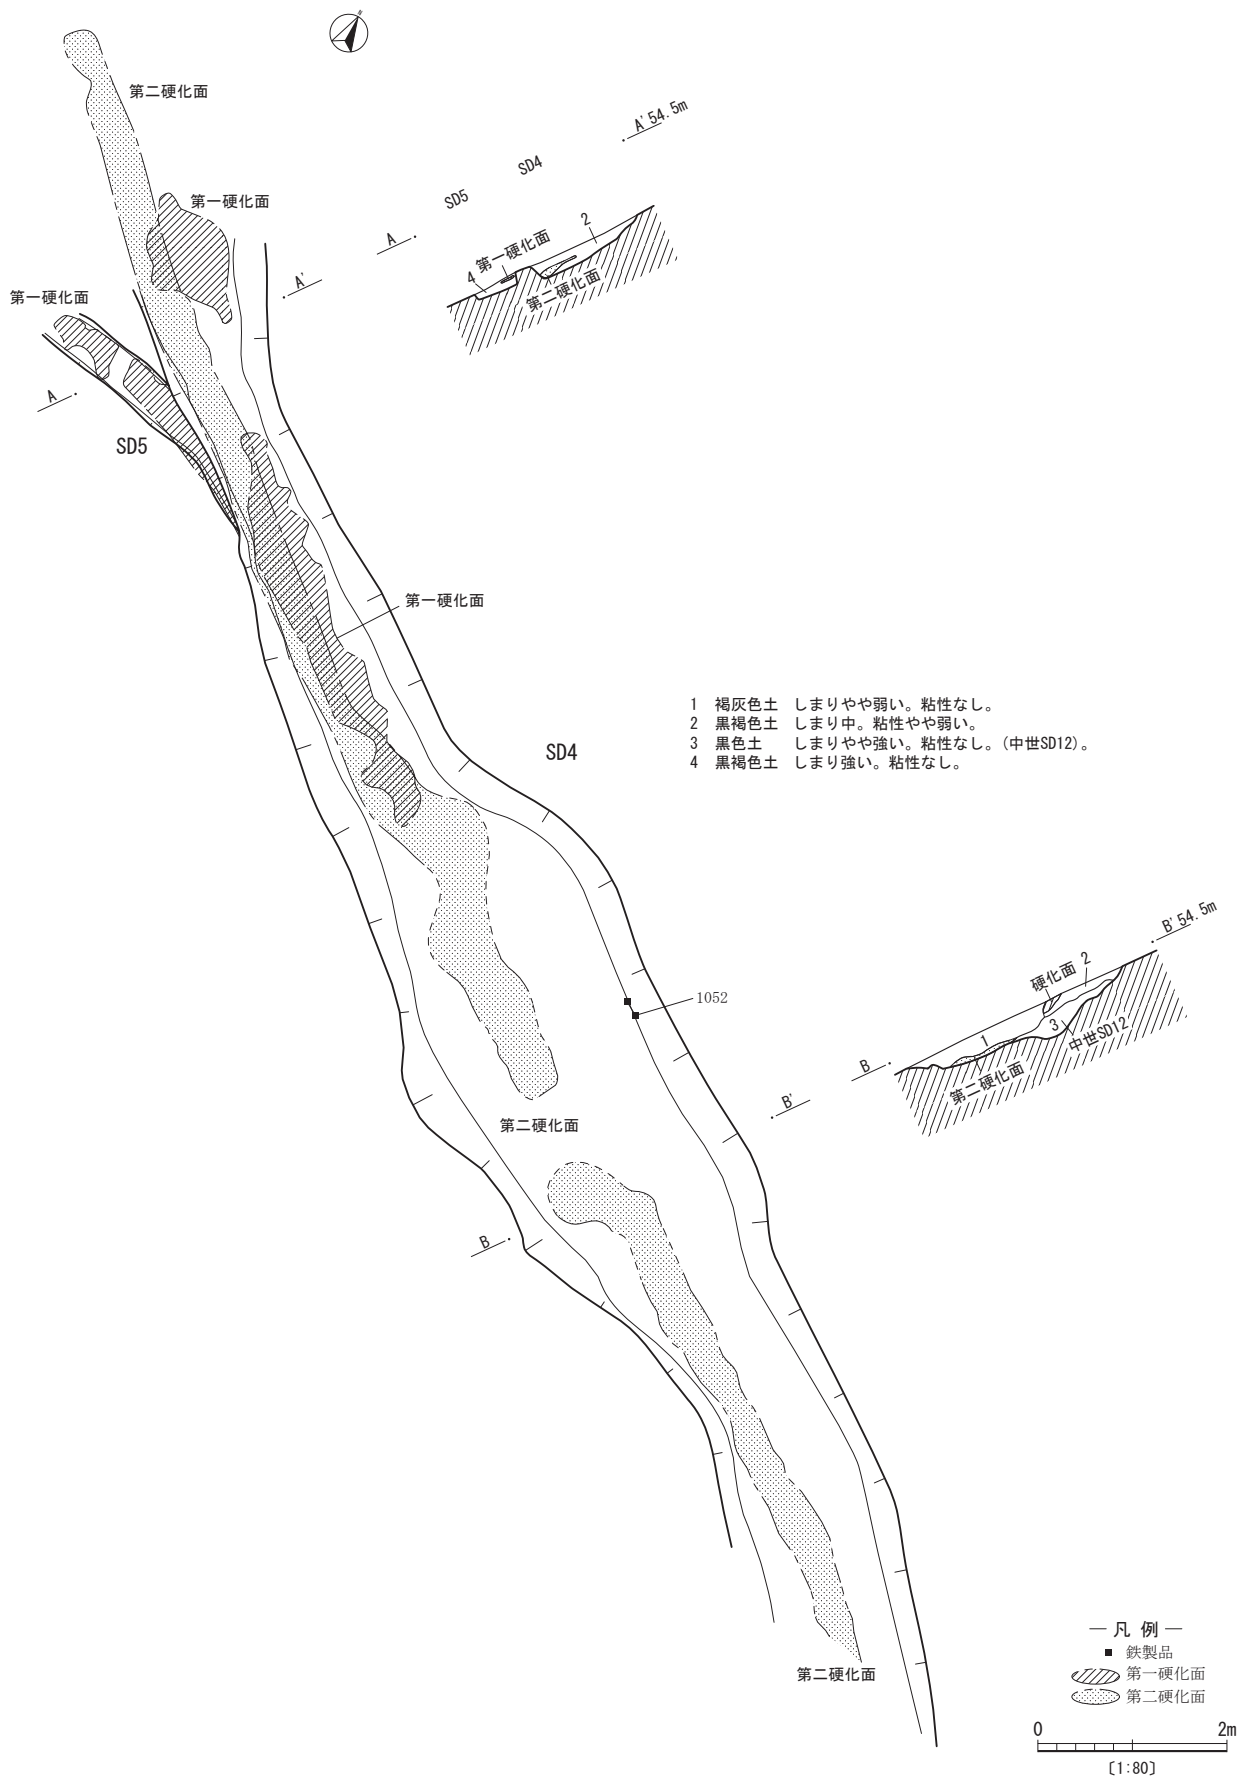 第二硬化面
A' 54.5m
SD4
SD5
第一硬化面
2
A
第一硬化面
4
A'
第二硬化面
第一硬化面
A
SD5
第一硬化面
1 褐灰色土 しまりやや弱い。粘性なし。
2 黒褐色土 しまり中。粘性やや弱い。
3 黒色土 しまりやや強い。粘性なし。(中世SD12)。
4 黒褐色土 しまり強い。粘性なし。
SD4
B' 54.5m
硬化面 2
1052
1
3
中世SD12
B
第二硬化面
B'
第二硬化面
B
第二硬化面
― 凡 例 ―
鉄製品
第一硬化面
第二硬化面
0 2m
〔1:80〕